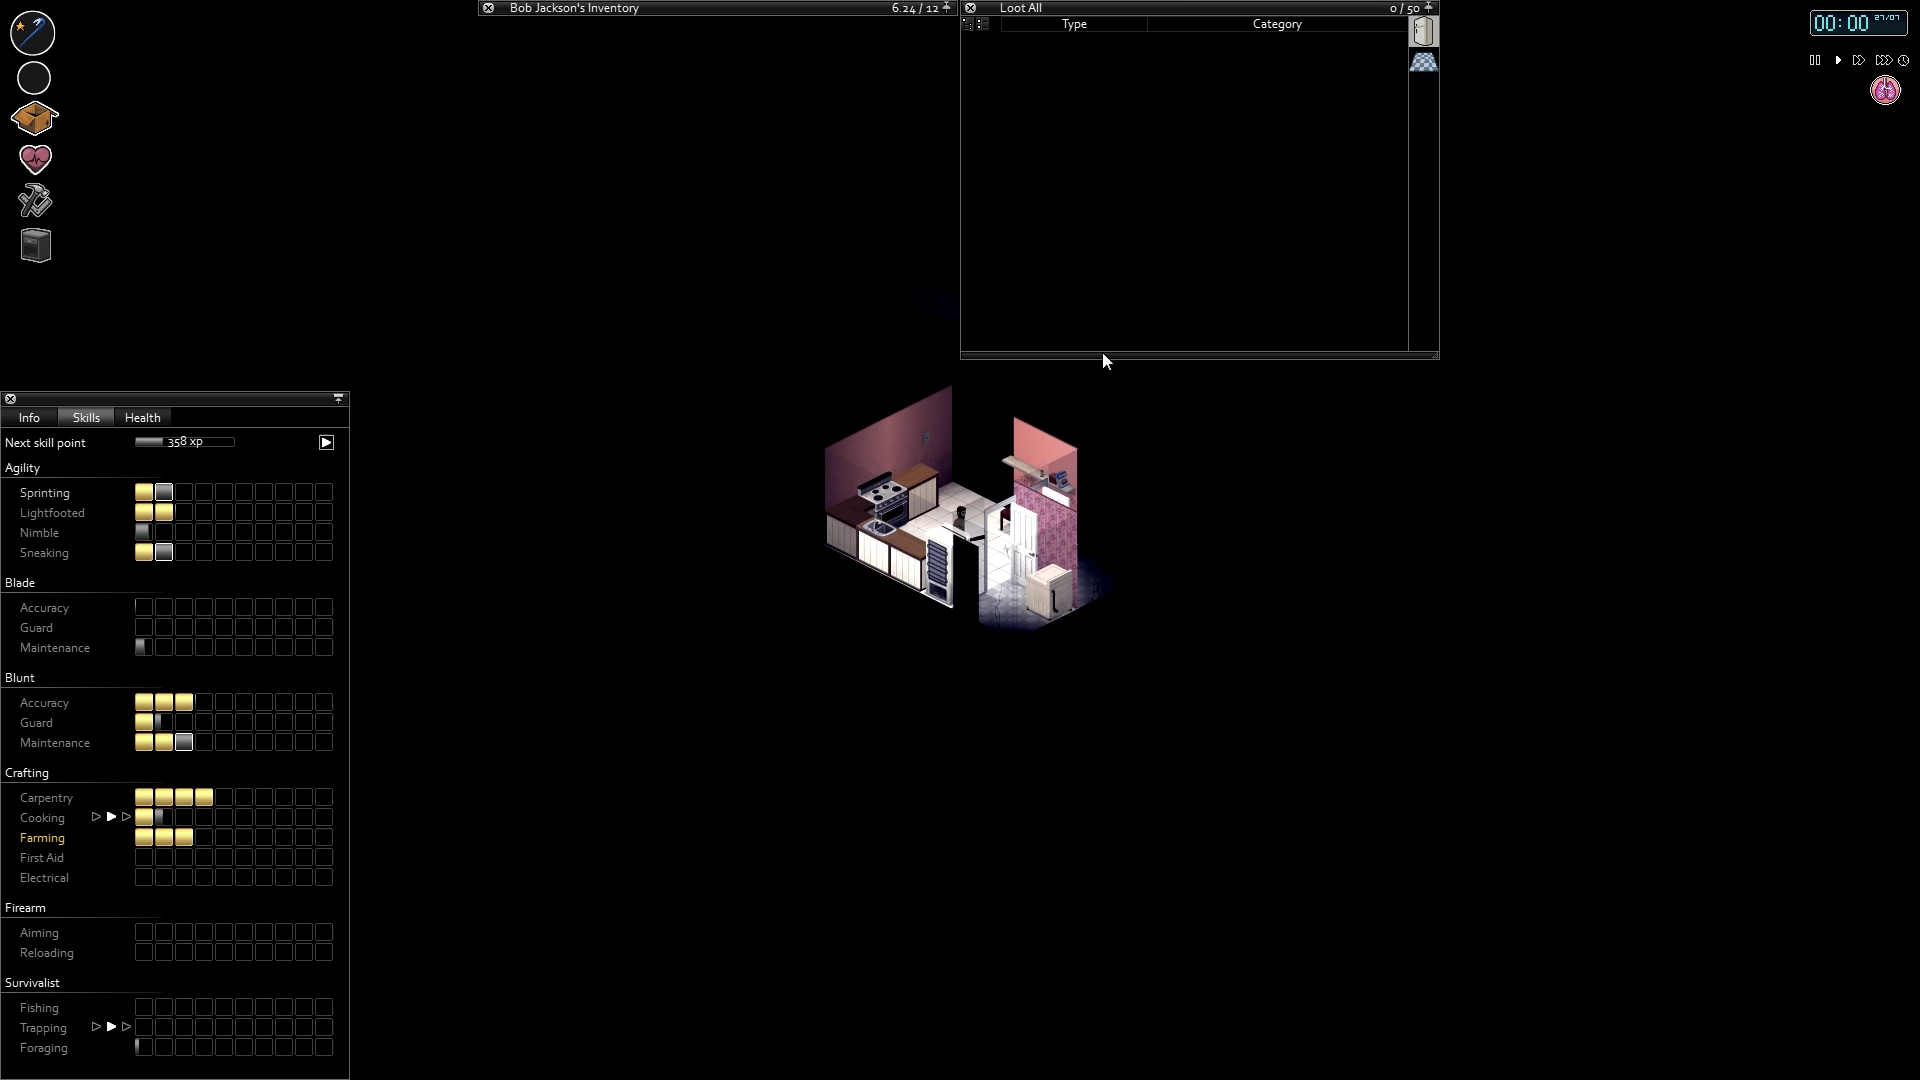 Bob Jackson's Inventory 6.24 / 12
Loot All 0 / 50
Type Category
00:00 27/07
Info Skills Health
Next skill point 358 xp
Agility
Sprinting
Lightfooted
Nimble
Sneaking
Blade
Accuracy
Guard
Maintenance
Blunt
Accuracy
Guard
Maintenance
Crafting
Carpentry
Cooking
Farming
First Aid
Electrical
Firearm
Aiming
Reloading
Survivalist
Fishing
Trapping
Foraging